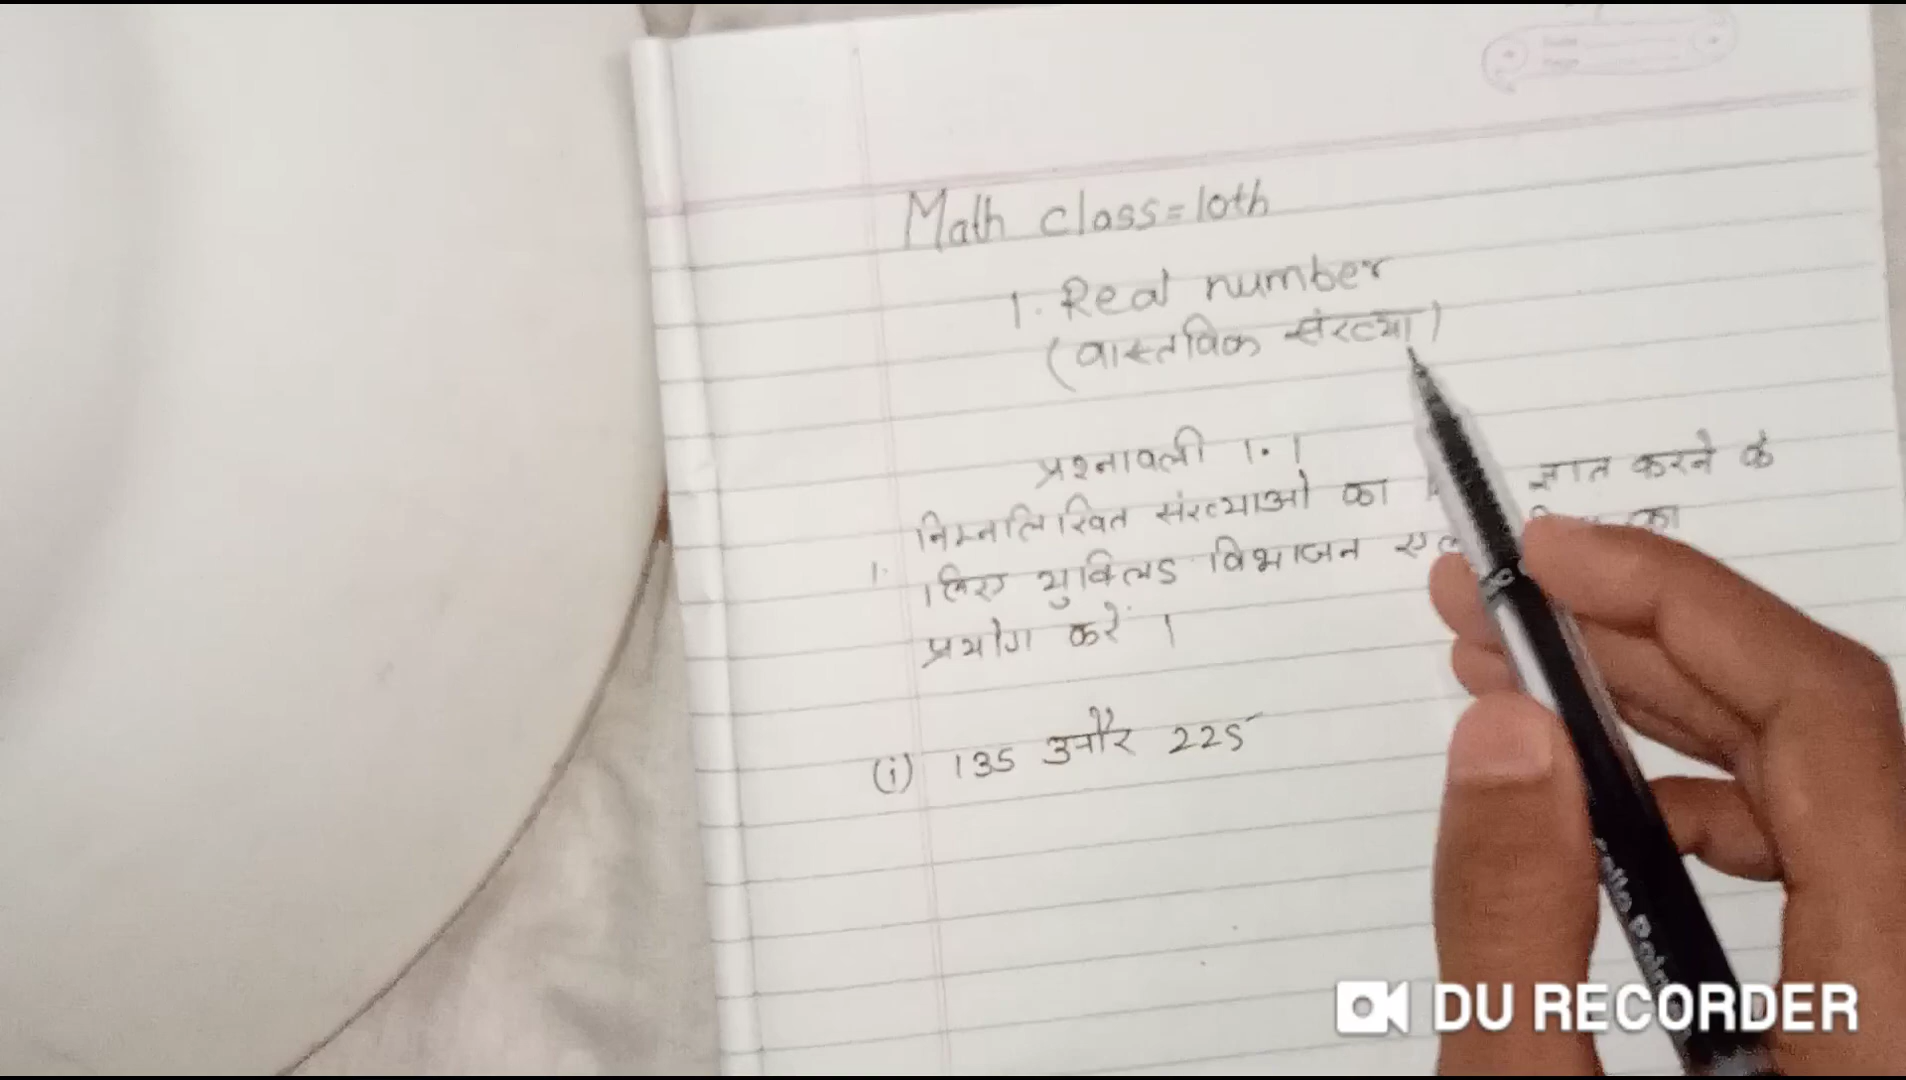 Math class=10th
1. Real number
(वास्तविक संख्या)
प्रश्नावली 1.1
1. निम्नलिखित संख्याओ का ज्ञात करने के
लिए युक्लिड विभाजन का
प्रयोग करें ।
(i) 135 और 225
DU RECORDER